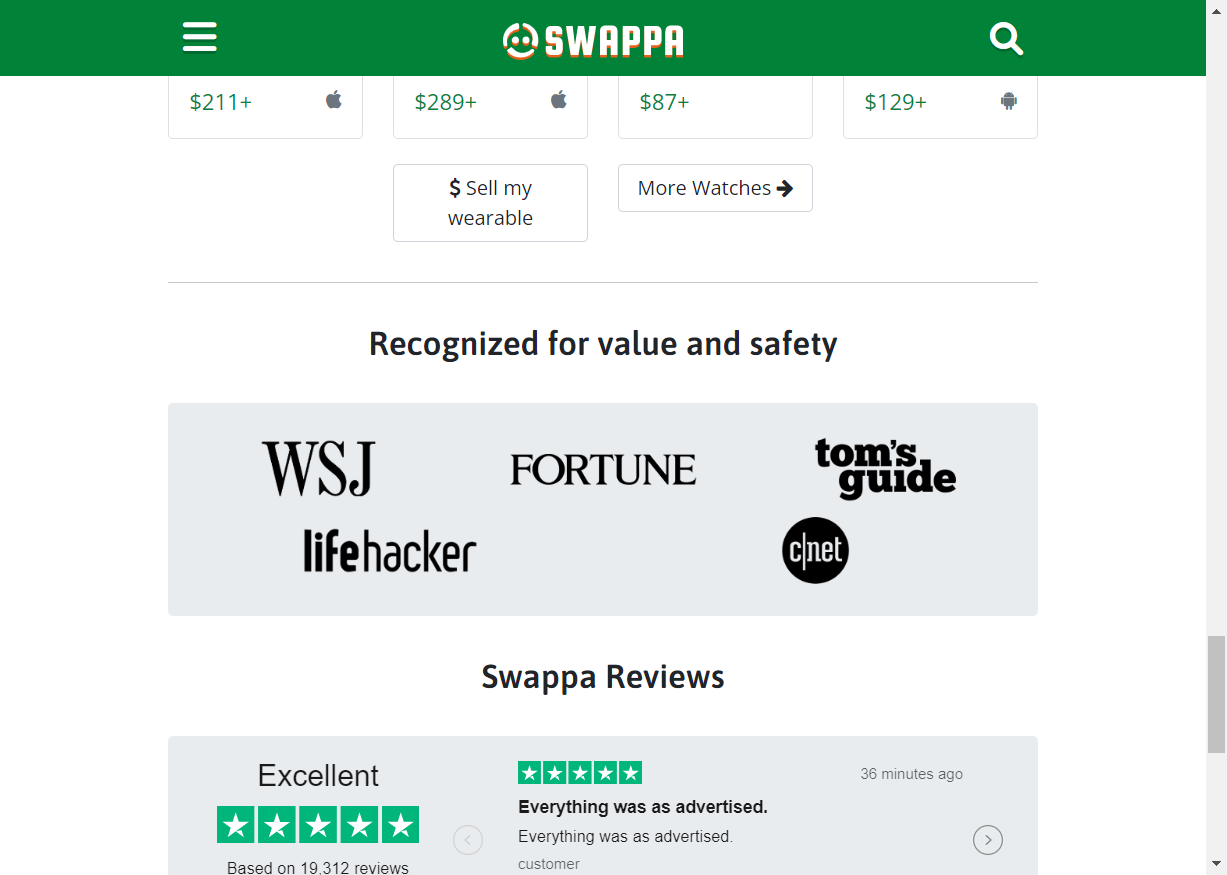 SWAPPA
$211+
$289+
$87+
$129+
$ Sell my
wearable
More Watches
Recognized for value and safety
WSJ
FORTUNE
tom's
guide
lifehacker
c|net
Swappa Reviews
Excellent
Based on 19,312 reviews
36 minutes ago
Everything was as advertised.
Everything was as advertised.
customer